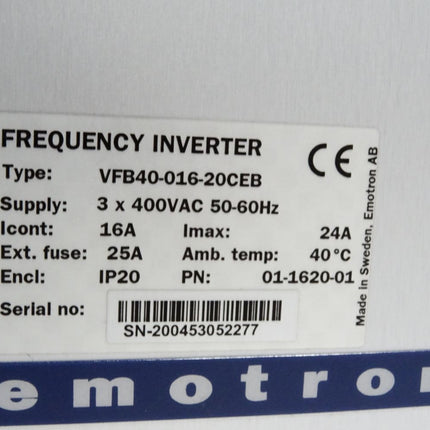 FREQUENCY INVERTER
CE
Type: VFB40-016-20CEB
Supply: 3 x 400VAC 50-60Hz
Icont: 16A Imax: 24A
Ext. fuse: 25A Amb. temp: 40°C
Encl: IP20 PN: 01-1620-01
Serial no:
SN-200453052277
Made in Sweden, Emotron AB
emotron